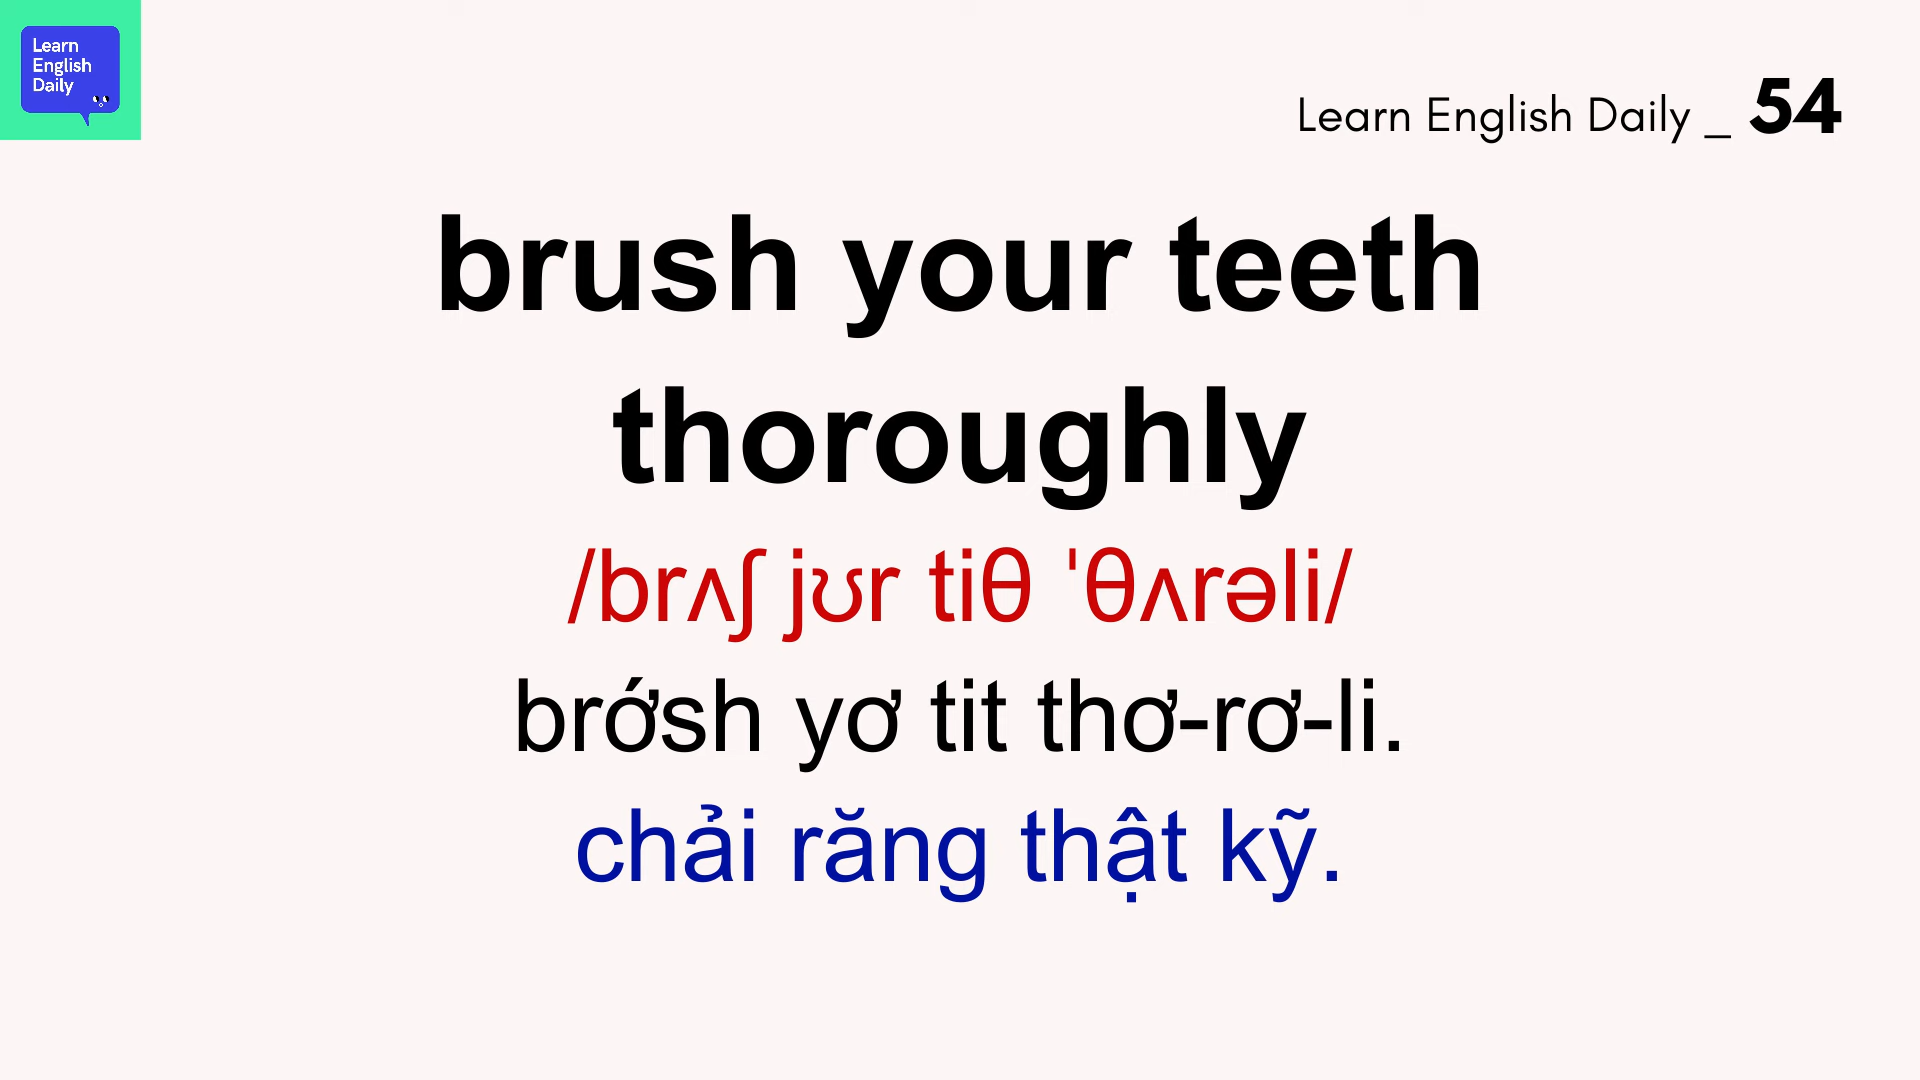 Learn
English
Daily
Learn English Daily _ 54
brush your teeth
thoroughly
/brʌʃ jʊr tiθ ˈθʌrəli/
brớsh yơ tit thơ-rơ-li.
chải răng thật kỹ.